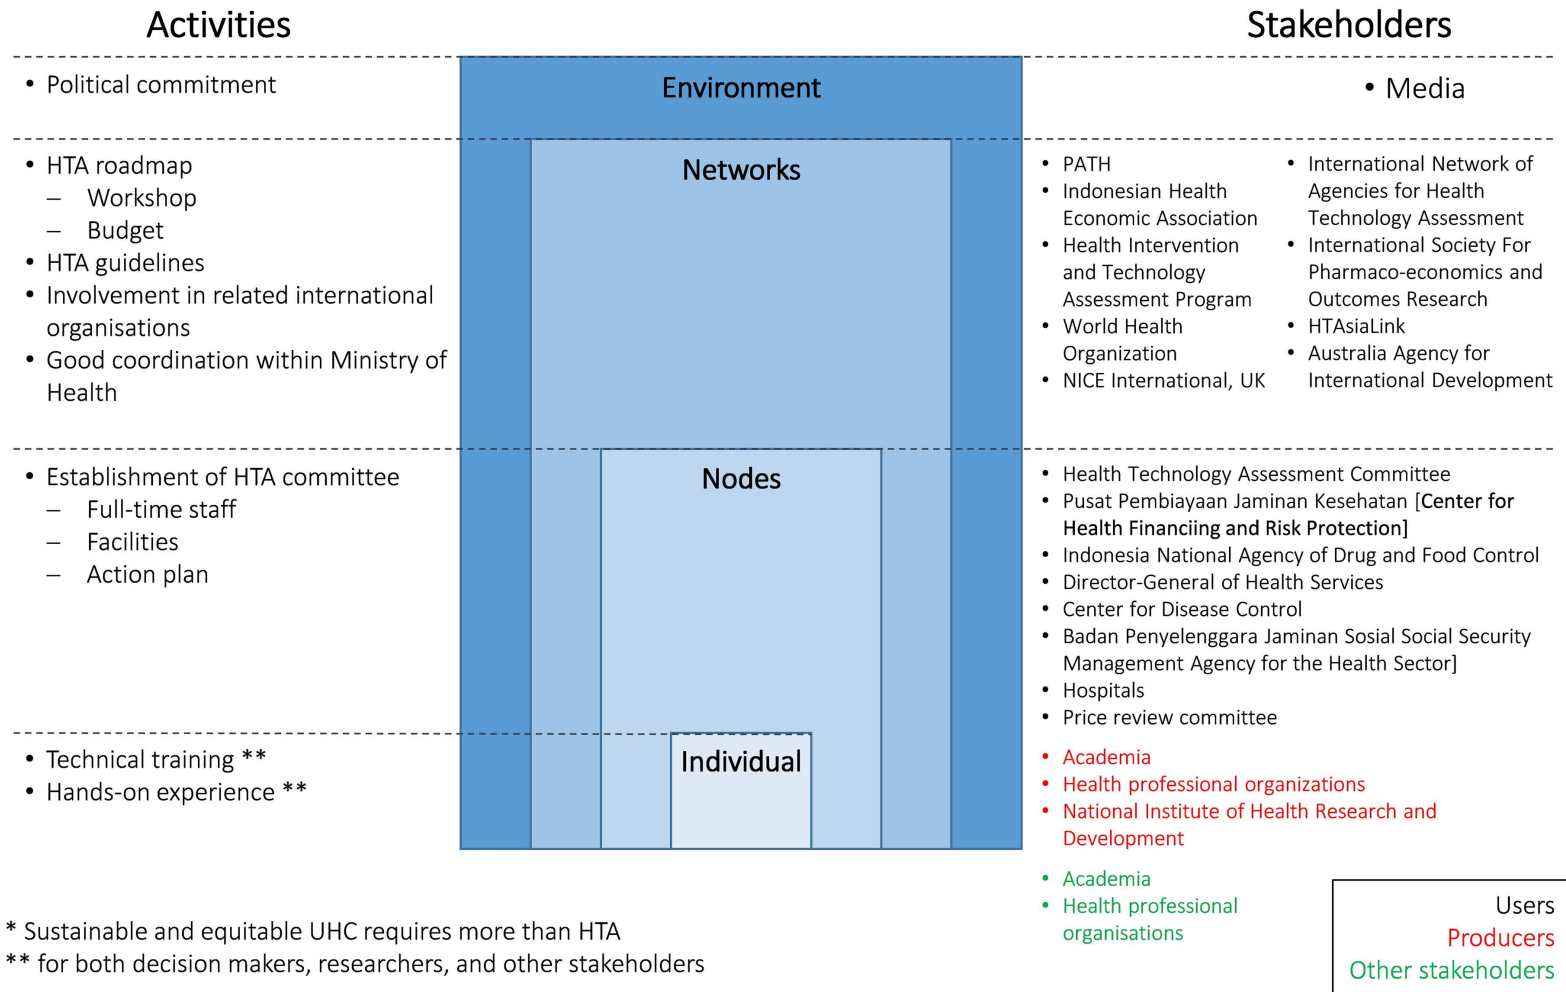 Activities
Stakeholders
• Political commitment
Environment
• Media
• HTA roadmap
– Workshop
– Budget
• HTA guidelines
• Involvement in related international
organisations
• Good coordination within Ministry of
Health
Networks
• PATH
• Indonesian Health
Economic Association
• Health Intervention
and Technology
Assessment Program
• World Health
Organization
• NICE International, UK
• International Network of
Agencies for Health
Technology Assessment
• International Society For
Pharmaco-economics and
Outcomes Research
• HTAsiaLink
• Australia Agency for
International Development
• Establishment of HTA committee
– Full-time staff
– Facilities
– Action plan
Nodes
• Health Technology Assessment Committee
• Pusat Pembiayaan Jaminan Kesehatan [Center for
Health Financiing and Risk Protection]
• Indonesia National Agency of Drug and Food Control
• Director-General of Health Services
• Center for Disease Control
• Badan Penyelenggara Jaminan Sosial Social Security
Management Agency for the Health Sector]
• Hospitals
• Price review committee
• Technical training **
• Hands-on experience **
Individual
• Academia
• Health professional organizations
• National Institute of Health Research and
Development
• Academia
• Health professional
organisations
* Sustainable and equitable UHC requires more than HTA
** for both decision makers, researchers, and other stakeholders
Users
Producers
Other stakeholders